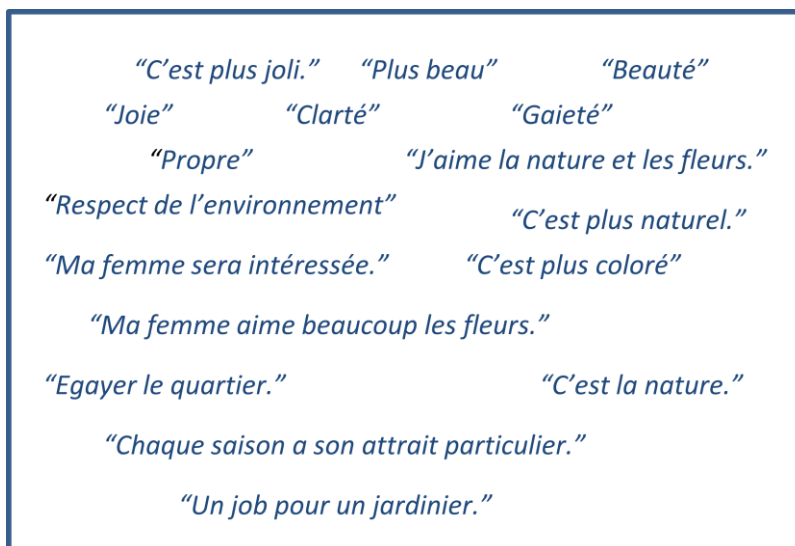 “C’est plus joli.” “Plus beau” “Beauté”
“Joie” “Clarté” “Gaieté”
“Propre” “J’aime la nature et les fleurs.”
“Respect de l’environnement”
“C’est plus naturel.”
“Ma femme sera intéressée.” “C’est plus coloré”
“Ma femme aime beaucoup les fleurs.”
“Egayer le quartier.” “C’est la nature.”
“Chaque saison a son attrait particulier.”
“Un job pour un jardinier.”